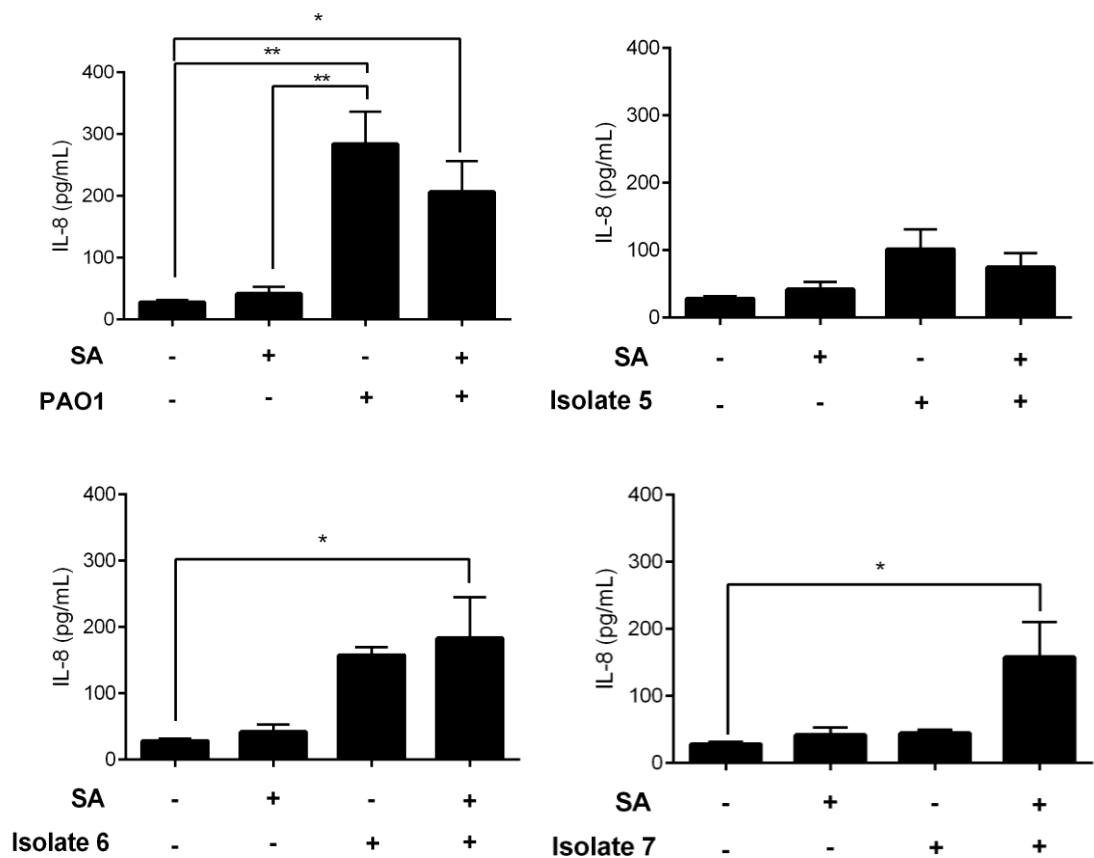 *
**
**
400
300
200
100
0
IL-8 (pg/mL)
SA - + - +
PAO1 - - + +
400
300
200
100
0
IL-8 (pg/mL)
SA - + - +
Isolate 5 - - + +
*
400
300
200
100
0
IL-8 (pg/mL)
SA - + - +
Isolate 6 - - + +
*
400
300
200
100
0
IL-8 (pg/mL)
SA - + - +
Isolate 7 - - + +